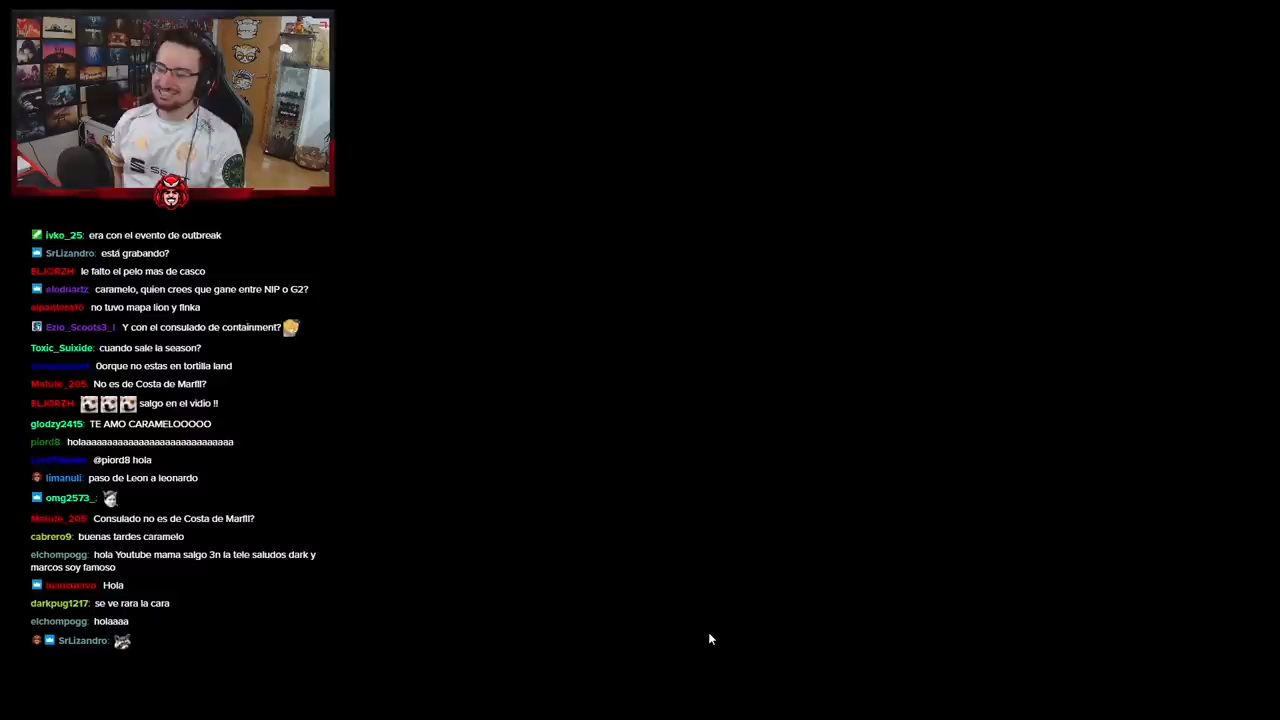 ivko_25: era con el evento de outbreak
SrLizandro: está grabando?
ELJORZH: le falto el pelo mas de casco
aleduartz: caramelo, quien crees que gane entre NIP o G2?
no tuvo mapa lion y finka
Ezio_Scoots3_I Y con el consulado de containment?
Toxic_Suixide: cuando sale la season?
0orque no estas en tortilla land
Matute_205: No es de Costa de Marfil?
ELJORZH: salgo en el vidio !!
glodzy2415: TE AMO CARAMELOOOOO
piord8 holaaaaaaaaaaaaaaaaaaaaaaaaaaaa
@piord8 hola
limanuli: paso de Leon a leonardo
omg2573_:
Matute_205: Consulado no es de Costa de Marfil?
cabrero9: buenas tardes caramelo
elchompogg: hola Youtube mama salgo 3n la tele saludos dark y
marcos soy famoso
Hola
darkpug1217: se ve rara la cara
elchompogg: holaaaa
SrLizandro: